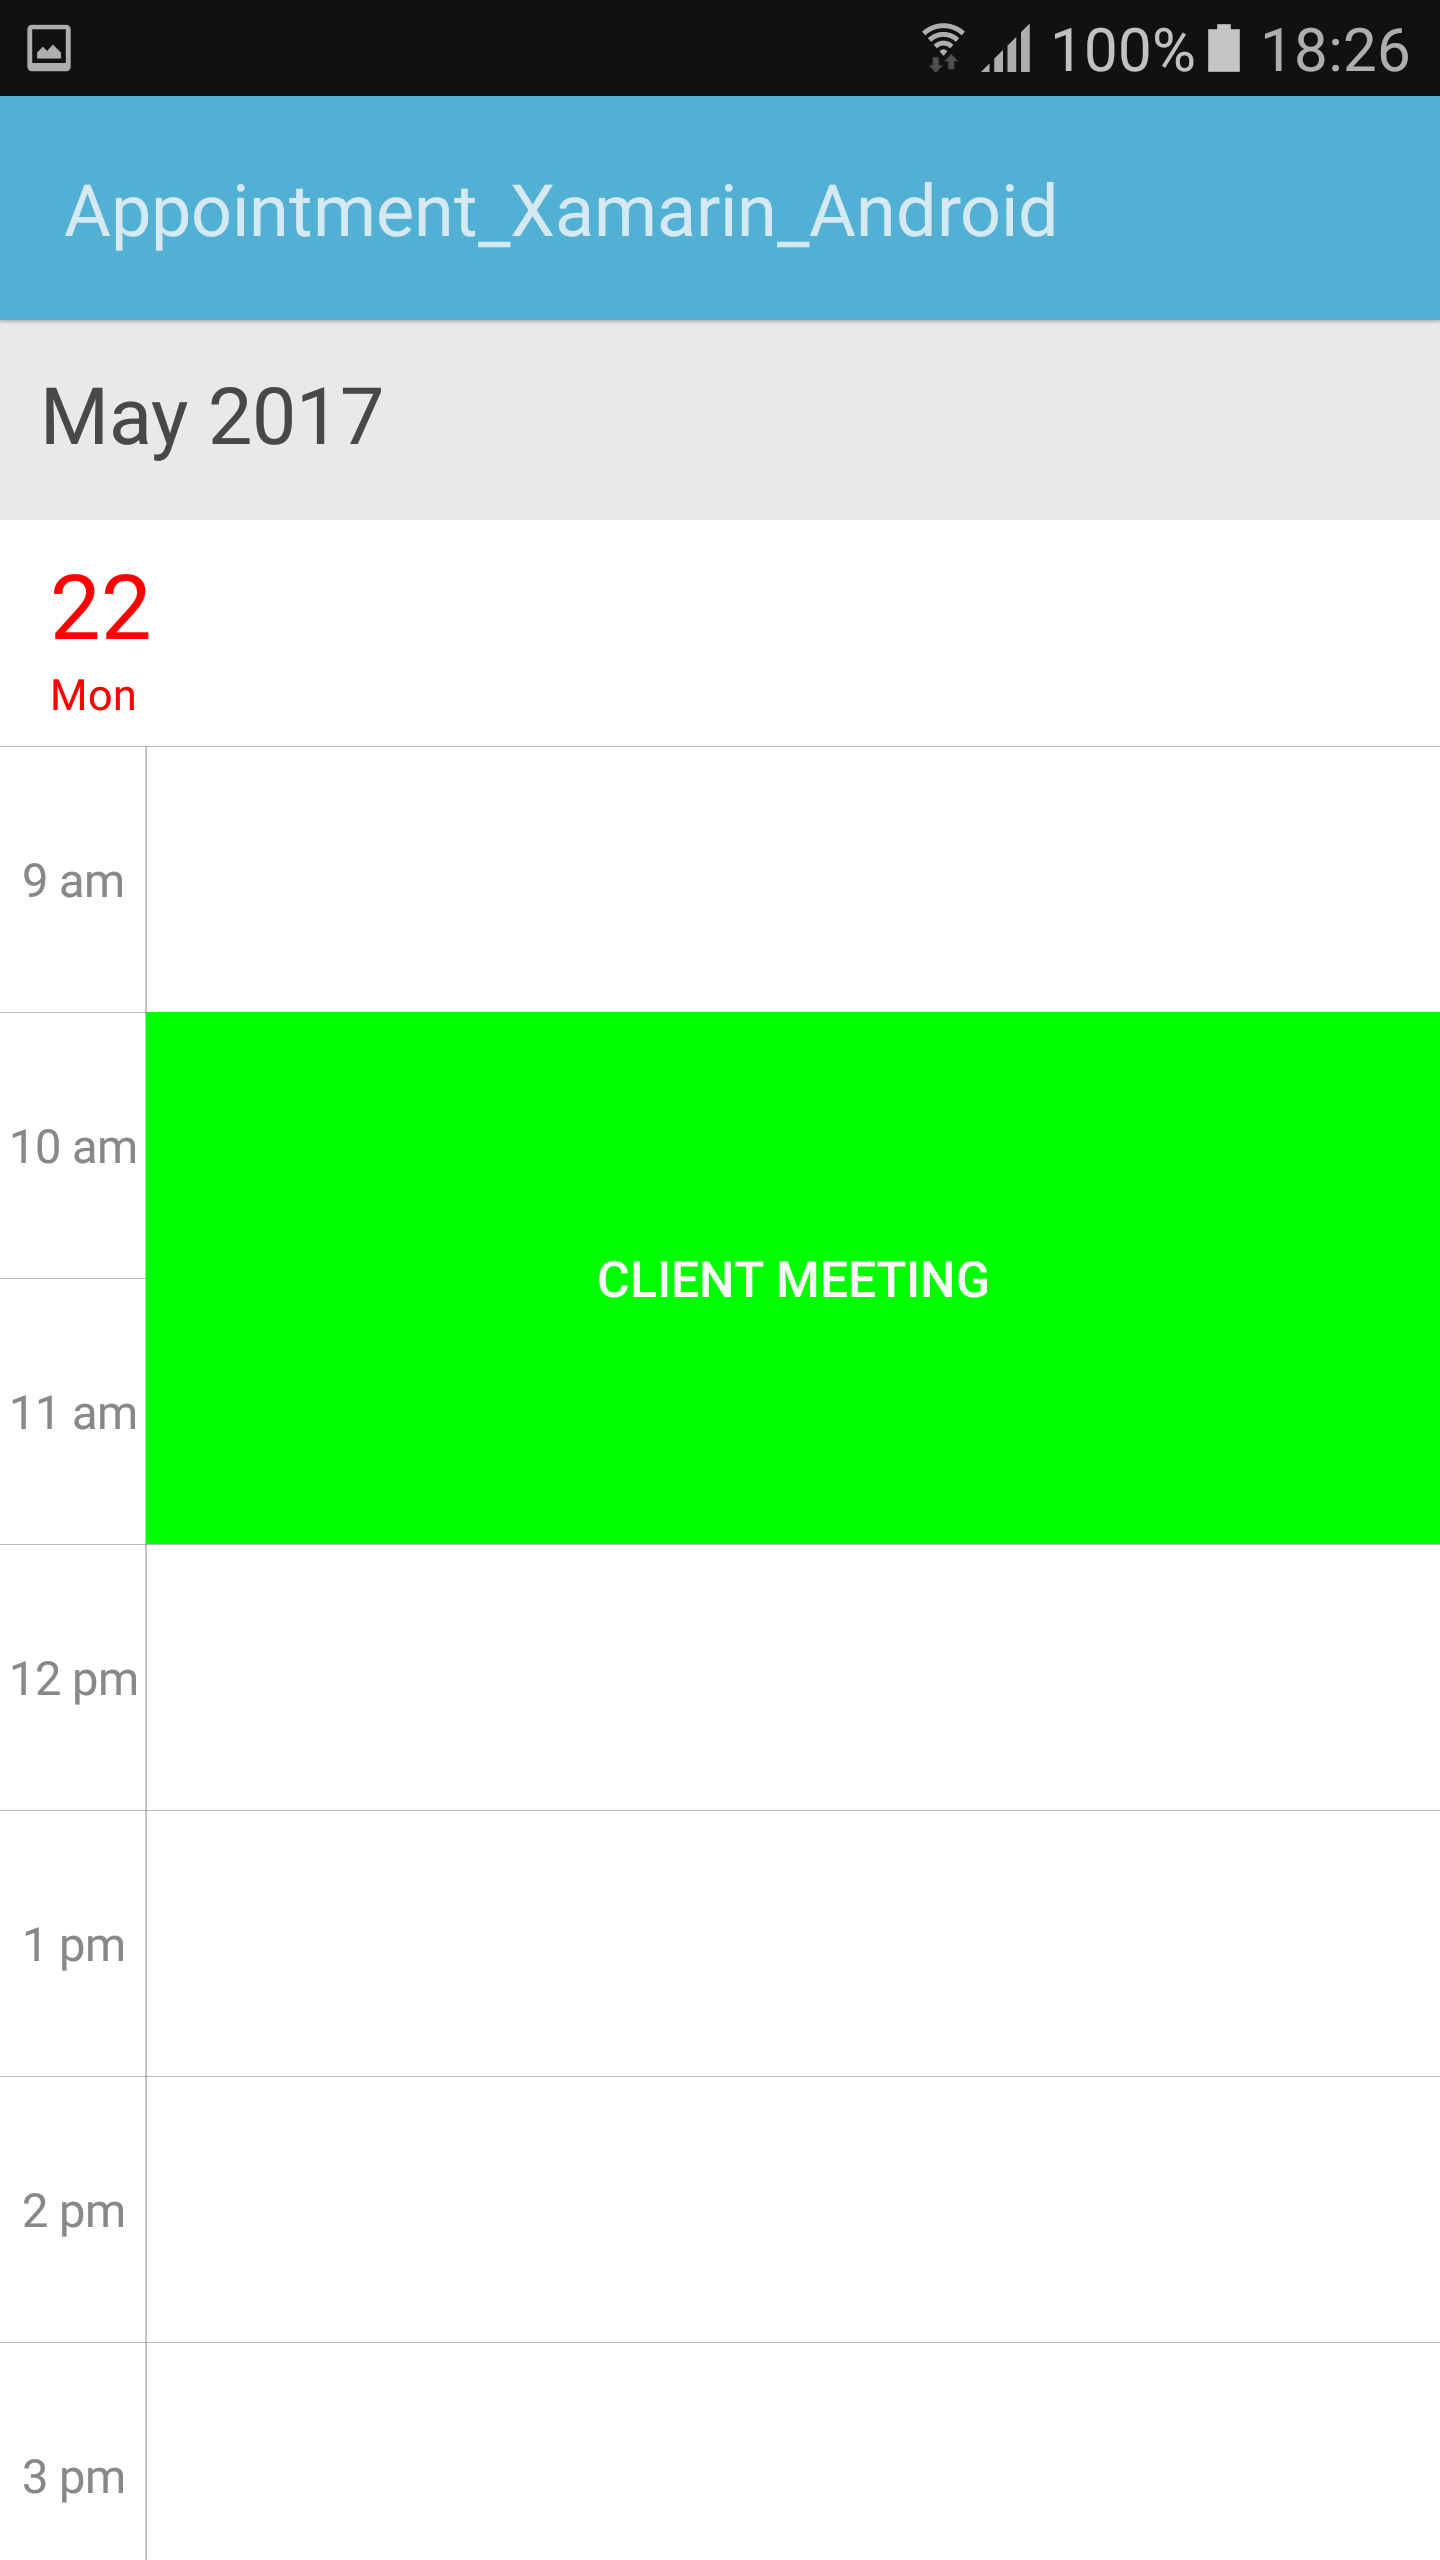 100% 18:26
Appointment_Xamarin_Android
May 2017
22
Mon
9 am
10 am
CLIENT MEETING
11 am
12 pm
1 pm
2 pm
3 pm